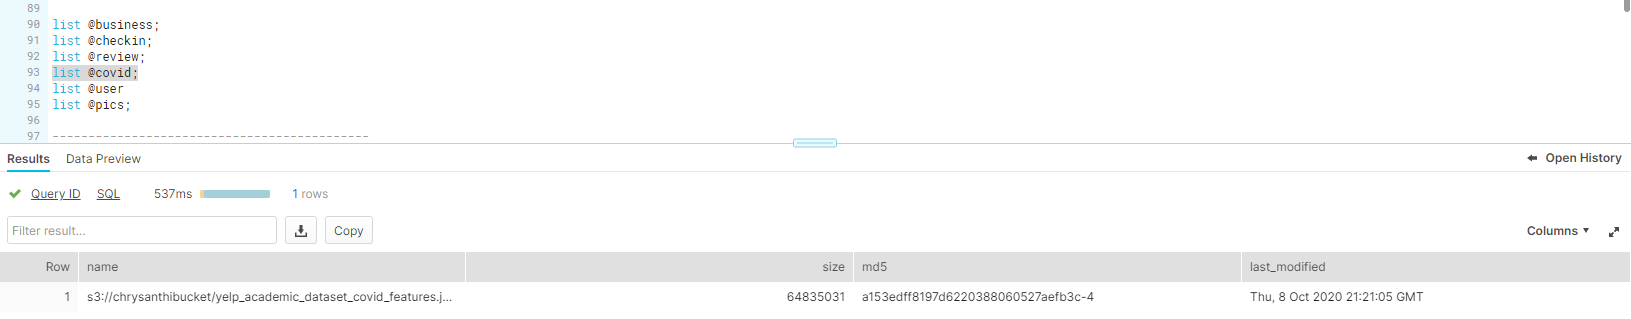 89
90 list @business;
91 list @checkin;
92 list @review;
93 list @covid;
94 list @user
95 list @pics;
96
97 --------------------------------------------
Results Data Preview Open History
Query ID SQL 537ms 1 rows
Filter result... Copy Columns
Row name size md5 last_modified
1 s3://chrysanthibucket/yelp_academic_dataset_covid_features.j... 64835031 a153edff8197d6220388060527aefb3c-4 Thu, 8 Oct 2020 21:21:05 GMT